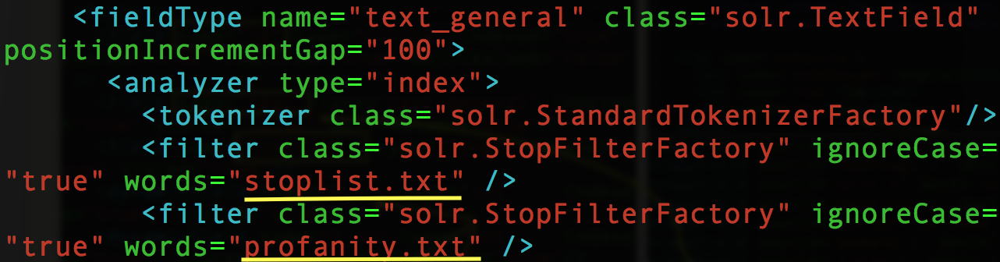 <fieldType name="text_general" class="solr.TextField"
positionIncrementGap="100">
<analyzer type="index">
<tokenizer class="solr.StandardTokenizerFactory"/>
<filter class="solr.StopFilterFactory" ignoreCase=
"true" words="stoplist.txt" />
<filter class="solr.StopFilterFactory" ignoreCase=
"true" words="profanity.txt" />